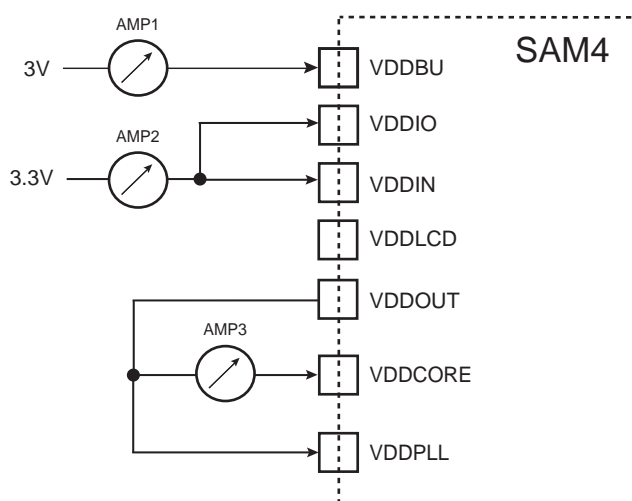 AMP1
3V
VDDBU
SAM4
VDDIO
AMP2
3.3V
VDDIN
VDDLCD
VDDOUT
AMP3
VDDCORE
VDDPLL